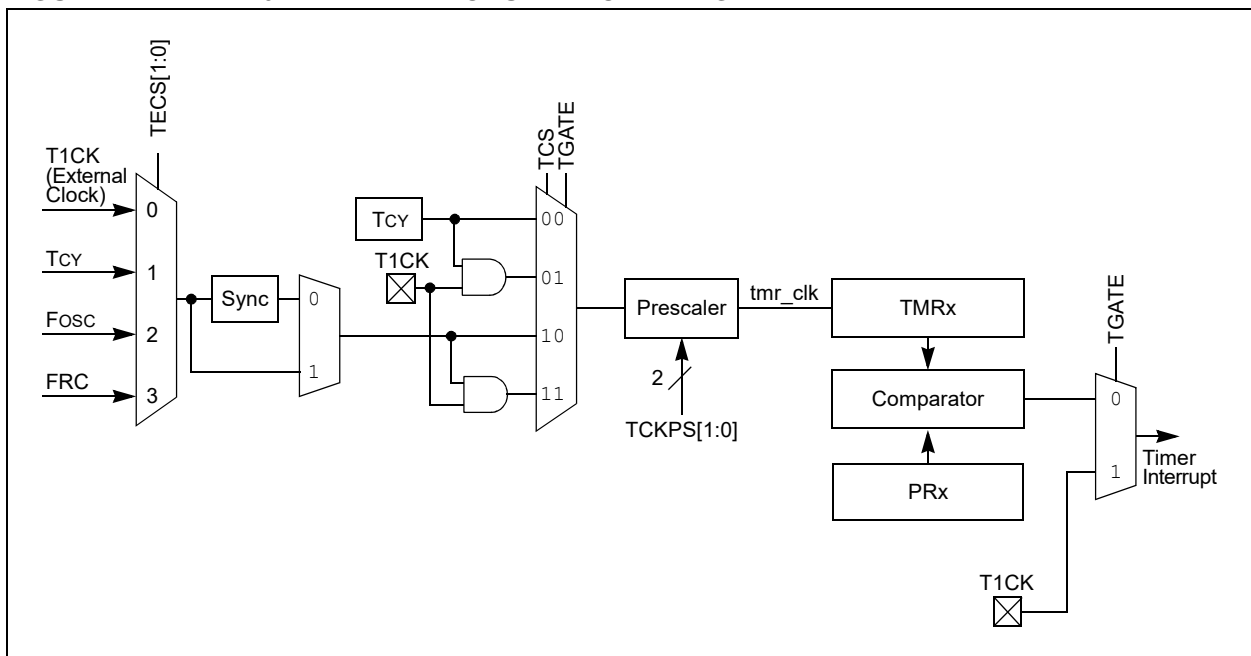 TECS[1:0]
T1CK
(External
Clock)
0
TCY
1
FOSC
2
FRC
3
Sync
0
1
TCY
T1CK
TCS
TGATE
00
01
10
11
Prescaler
2
TCKPS[1:0]
tmr_clk
TMRx
Comparator
PRx
TGATE
0
1
Timer
Interrupt
T1CK